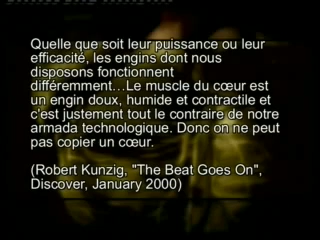 Quelle que soit leur puissance ou leur
efficacité, les engins dont nous
disposons fonctionnent
différemment…Le muscle du cœur est
un engin doux, humide et contractile et
c'est justement tout le contraire de notre
armada technologique. Donc on ne peut
pas copier un cœur.
(Robert Kunzig, "The Beat Goes On",
Discover, January 2000)